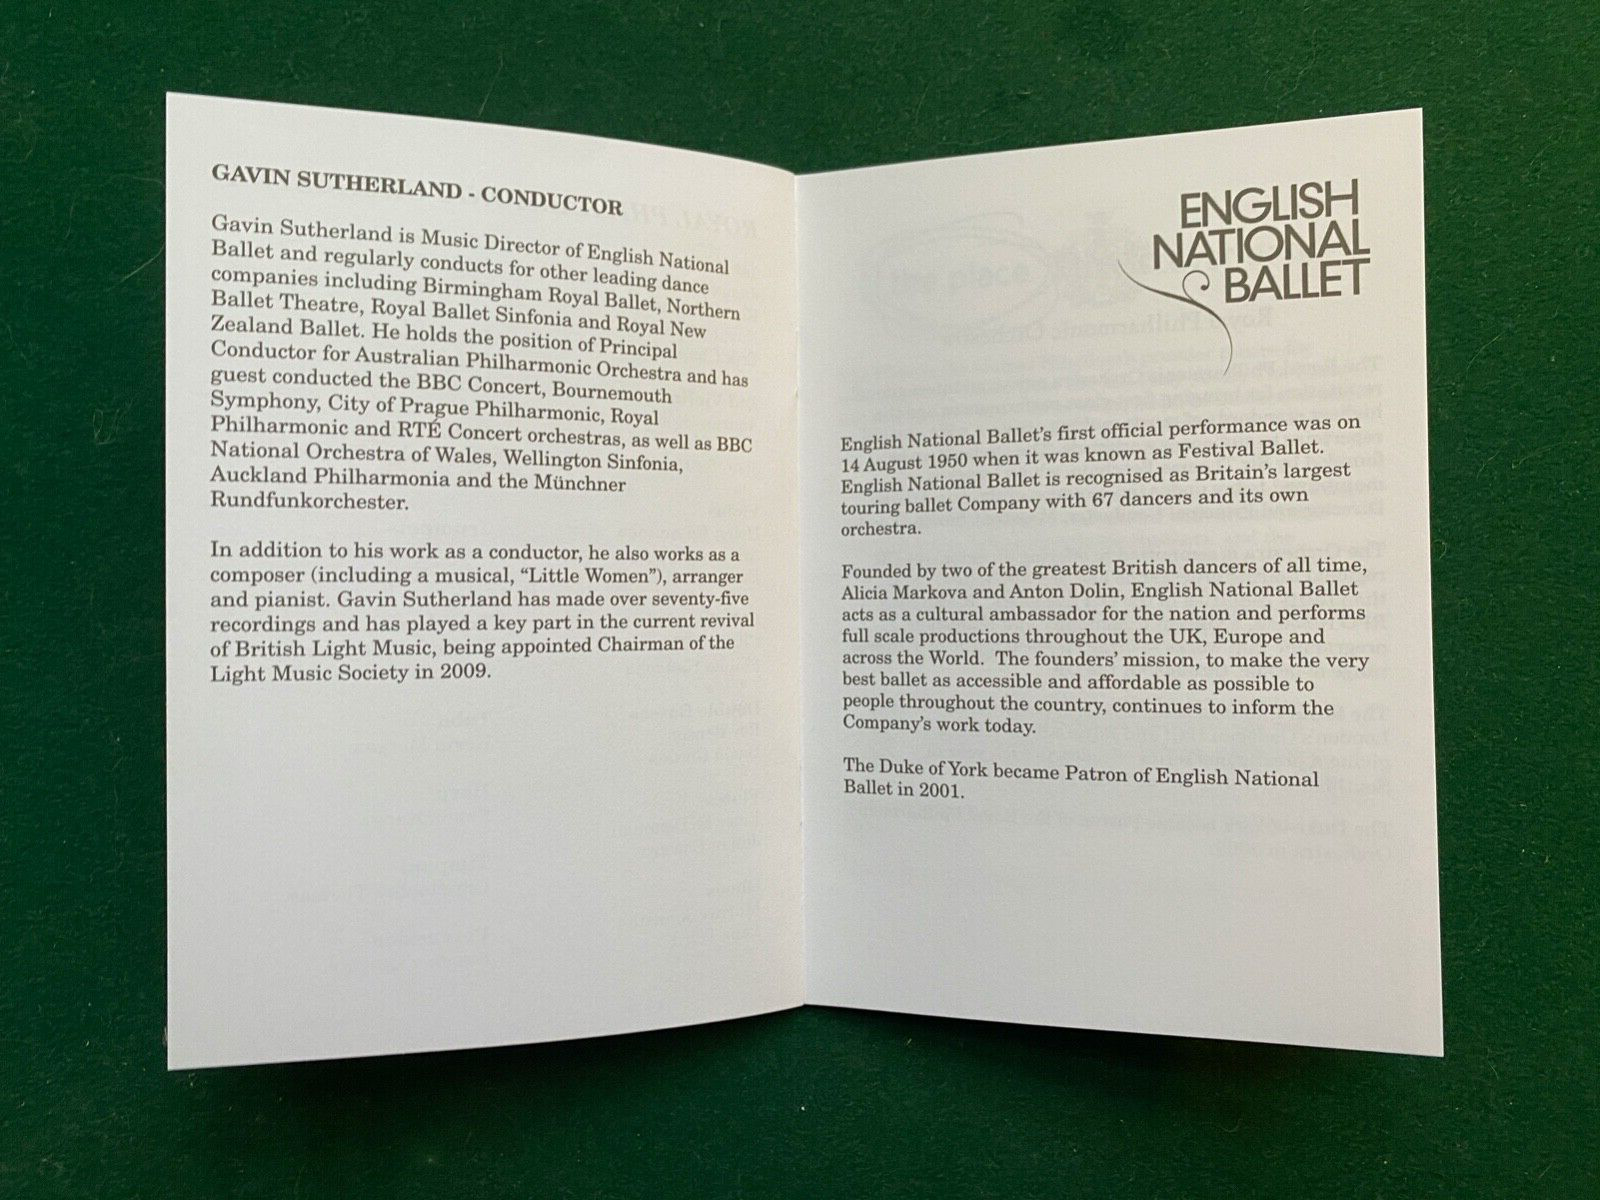 GAVIN SUTHERLAND - CONDUCTOR
Gavin Sutherland is Music Director of English National
Ballet and regularly conducts for other leading dance
companies including Birmingham Royal Ballet, Northern
Ballet Theatre, Royal Ballet Sinfonia and Royal New
Zealand Ballet. He holds the position of Principal
Conductor for Australian Philharmonic Orchestra and has
guest conducted the BBC Concert, Bournemouth
Symphony, City of Prague Philharmonic, Royal
Philharmonic and RTÉ Concert orchestras, as well as BBC
National Orchestra of Wales, Wellington Sinfonia,
Auckland Philharmonia and the Münchner
Rundfunkorchester.
In addition to his work as a conductor, he also works as a
composer (including a musical, “Little Women”), arranger
and pianist. Gavin Sutherland has made over seventy-five
recordings and has played a key part in the current revival
of British Light Music, being appointed Chairman of the
Light Music Society in 2009.
ENGLISH
NATIONAL
BALLET
English National Ballet’s first official performance was on
14 August 1950 when it was known as Festival Ballet.
English National Ballet is recognised as Britain’s largest
touring ballet Company with 67 dancers and its own
orchestra.
Founded by two of the greatest British dancers of all time,
Alicia Markova and Anton Dolin, English National Ballet
acts as a cultural ambassador for the nation and performs
full scale productions throughout the UK, Europe and
across the World. The founders’ mission, to make the very
best ballet as accessible and affordable as possible to
people throughout the country, continues to inform the
Company’s work today.
The Duke of York became Patron of English National
Ballet in 2001.